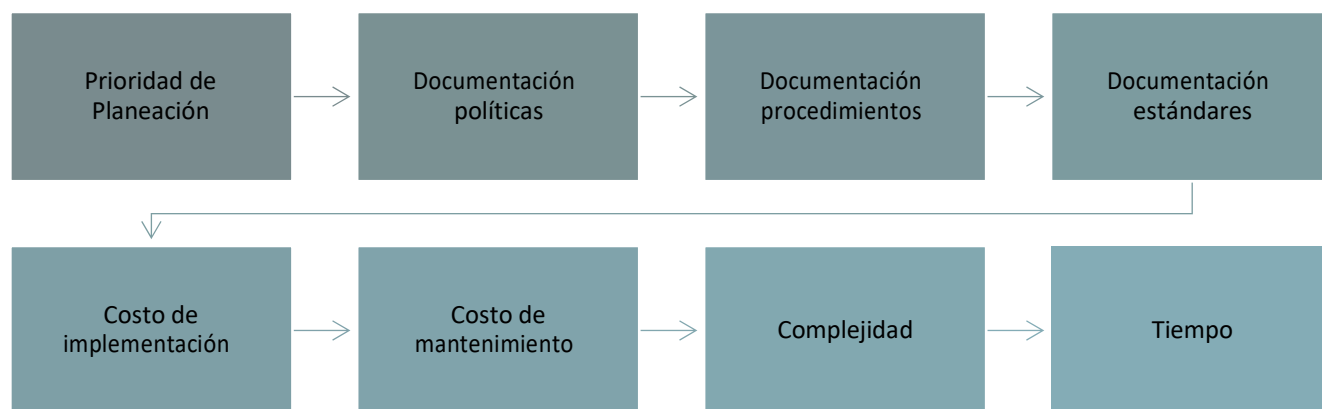 Prioridad de
Planeación
Documentación
políticas
Documentación
procedimientos
Documentación
estándares
Costo de
implementación
Costo de
mantenimiento
Complejidad
Tiempo